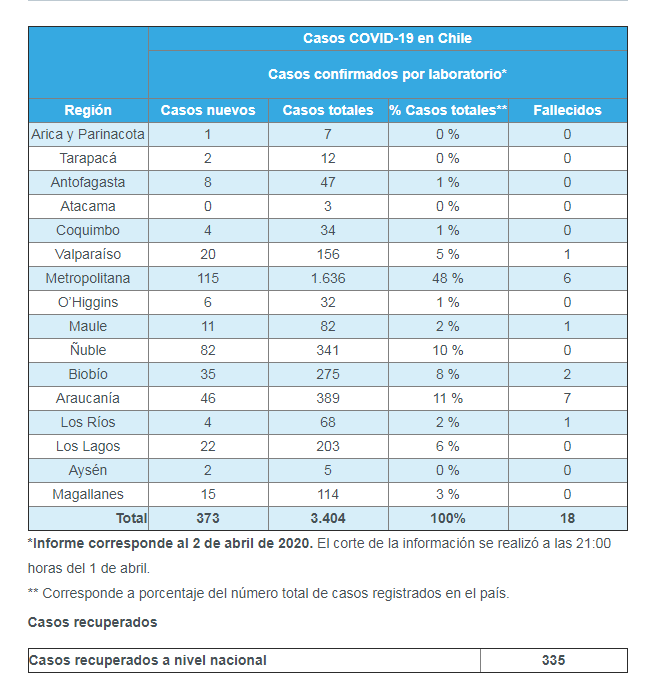 Casos COVID-19 en Chile
Casos confirmados por laboratorio*
Región Casos nuevos Casos totales % Casos totales** Fallecidos
Arica y Parinacota 1 7 0 % 0
Tarapacá 2 12 0 % 0
Antofagasta 8 47 1 % 0
Atacama 0 3 0 % 0
Coquimbo 4 34 1 % 0
Valparaíso 20 156 5 % 1
Metropolitana 115 1.636 48 % 6
O’Higgins 6 32 1 % 0
Maule 11 82 2 % 1
Ñuble 82 341 10 % 0
Biobío 35 275 8 % 2
Araucanía 46 389 11 % 7
Los Ríos 4 68 2 % 1
Los Lagos 22 203 6 % 0
Aysén 2 5 0 % 0
Magallanes 15 114 3 % 0
Total 373 3.404 100% 18
*Informe corresponde al 2 de abril de 2020. El corte de la información se realizó a las 21:00
horas del 1 de abril.
** Corresponde a porcentaje del número total de casos registrados en el país.
Casos recuperados
Casos recuperados a nivel nacional 335